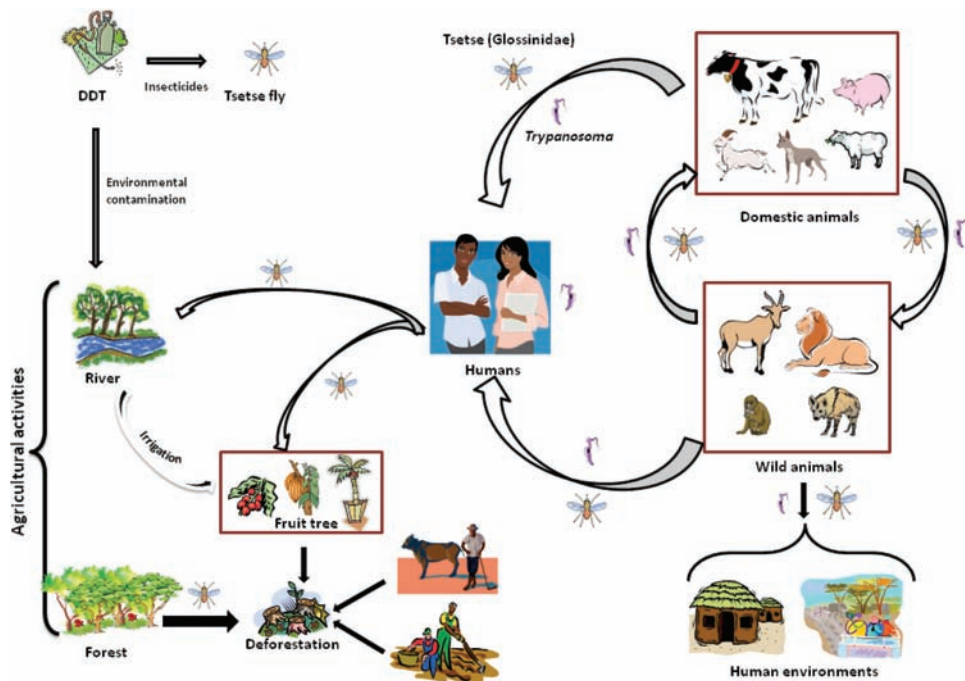 Tsetse (Glossinidae)
DDT
Insecticides
Tsetse fly
Trypanosoma
Environmental
contamination
Domestic animals
River
Humans
Agricultural activities
Irrigation
Wild animals
Fruit tree
Forest
Deforestation
Human environments